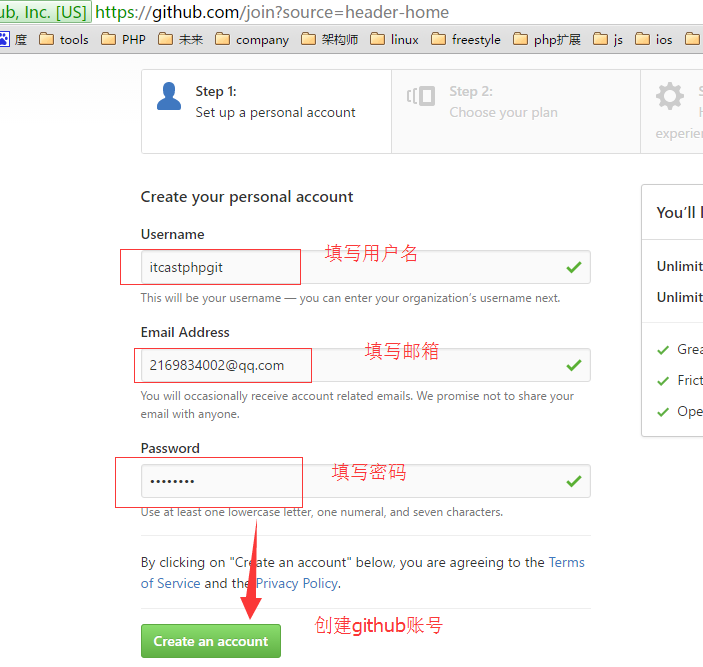 ub, Inc. [US] https://github.com/join?source=header-home
度 tools PHP 未来 company 架构师 linux freestyle php扩展 js ios
Step 1:
Set up a personal account
Step 2:
Choose your plan
experie
Create your personal account
Username
填写用户名
itcastphpgit
This will be your username — you can enter your organization's username next.
Email Address
填写邮箱
2169834002@qq.com
You will occasionally receive account related emails. We promise not to share your
email with anyone.
Password
填写密码
••••••••
Use at least one lowercase letter, one numeral, and seven characters.
By clicking on "Create an account" below, you are agreeing to the Terms
of Service and the Privacy Policy.
创建github账号
Create an account
You'll
Unlimit
Unlimit
Grea
Frict
Ope